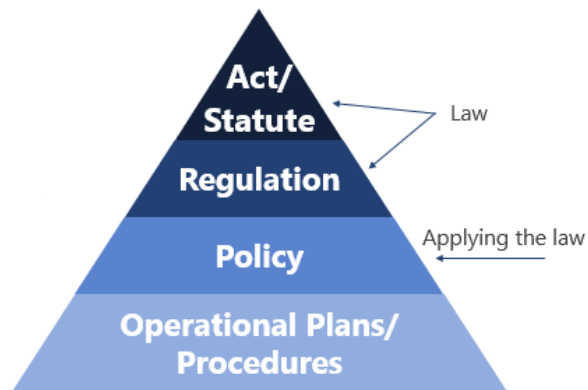 Act/
Statute
Law
Regulation
Applying the law
Policy
Operational Plans/
Procedures